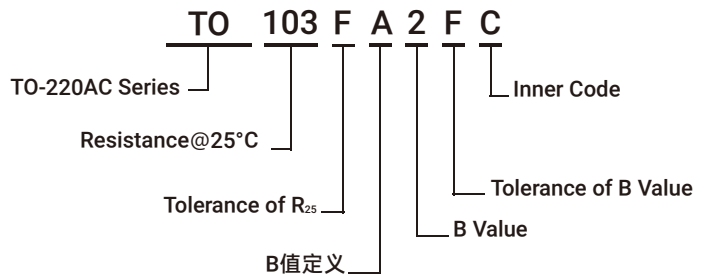 TO 103 F A 2 F C
TO-220AC Series
Inner Code
Resistance@25°C
Tolerance of B Value
Tolerance of R25
B Value
B值定义